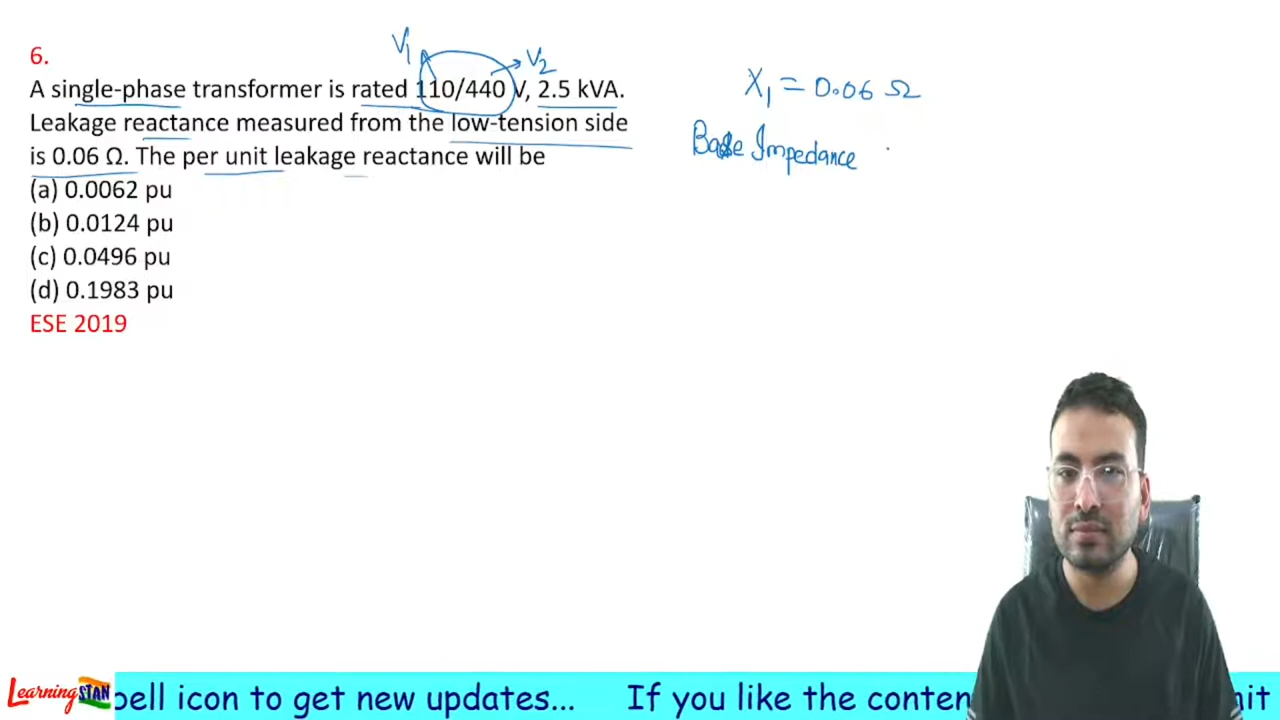 6.
V1
V2
A single-phase transformer is rated 110/440 V, 2.5 kVA.
Leakage reactance measured from the low-tension side
is 0.06 Ω. The per unit leakage reactance will be
(a) 0.0062 pu
(b) 0.0124 pu
(c) 0.0496 pu
(d) 0.1983 pu
ESE 2019
X1 = 0.06 Ω
Base Impedance
LearningSTAN
bell icon to get new updates... If you like the conten